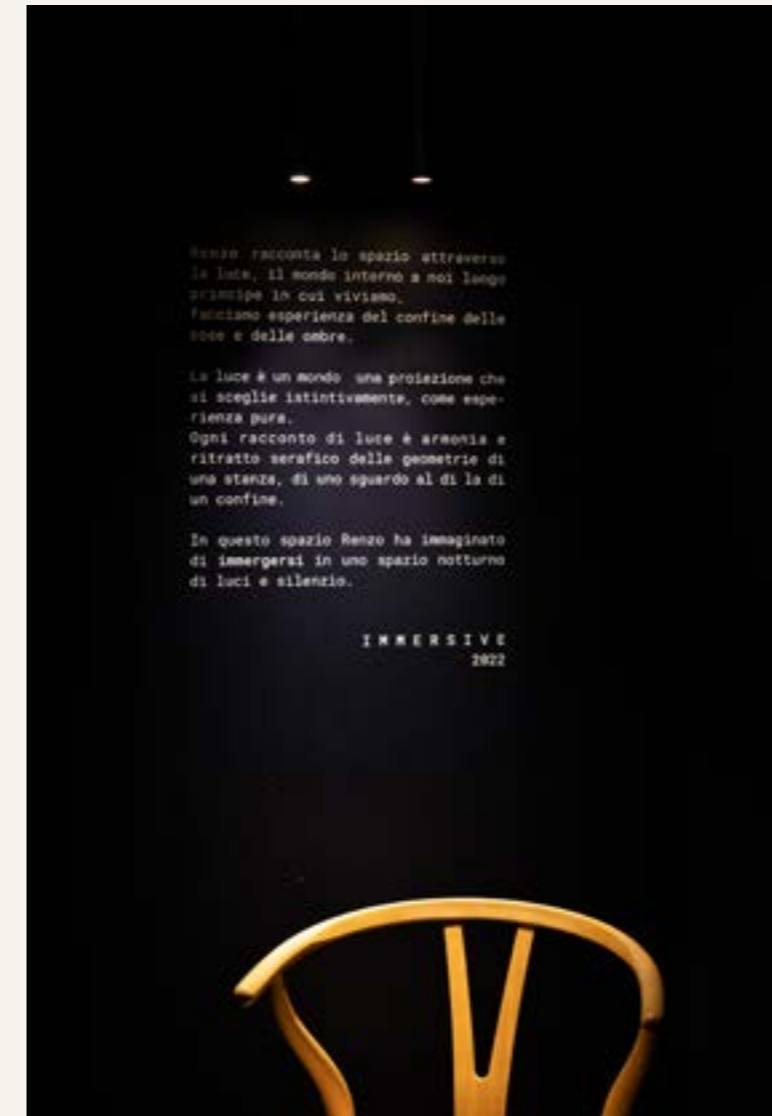 Renzo racconta lo spazio attraverso
la luce, il mondo interno a noi luogo
principe in cui viviamo,
facciamo esperienza del confine delle
cose e delle ombre.
La luce è un mondo una proiezione che
si sceglie istintivamente, come espe-
rienza pura.
Ogni racconto di luce è armonia e
ritratto serafico delle geometrie di
una stanza, di uno sguardo al di la di
un confine.
In questo spazio Renzo ha immaginato
di immergersi in uno spazio notturno
di luci e silenzio.
IMMERSIVE
2022